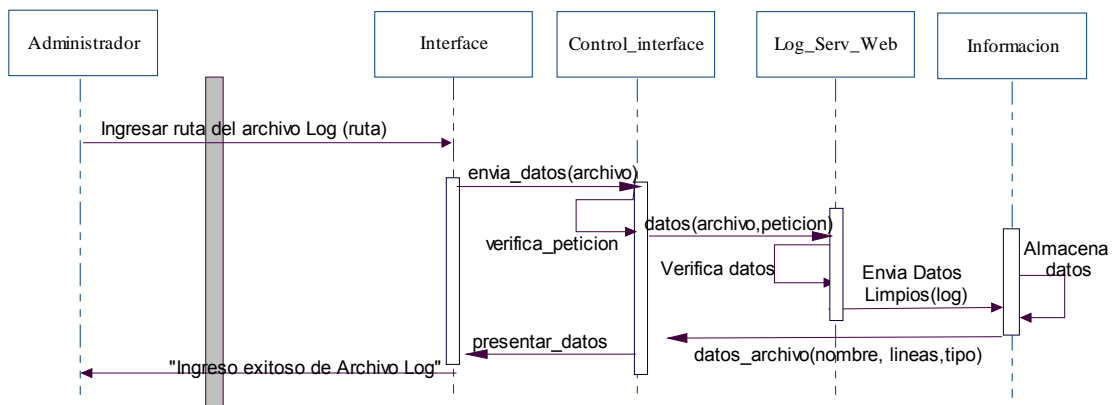 Administrador
Interface
Control_interface
Log_Serv_Web
Informacion
Ingresar ruta del archivo Log (ruta)
envia_datos(archivo)
verifica_peticion
datos(archivo,peticion)
Verifica datos
Envia Datos
Limpios(log)
Almacena
datos
datos_archivo(nombre, lineas,tipo)
presentar_datos
"Ingreso exitoso de Archivo Log"